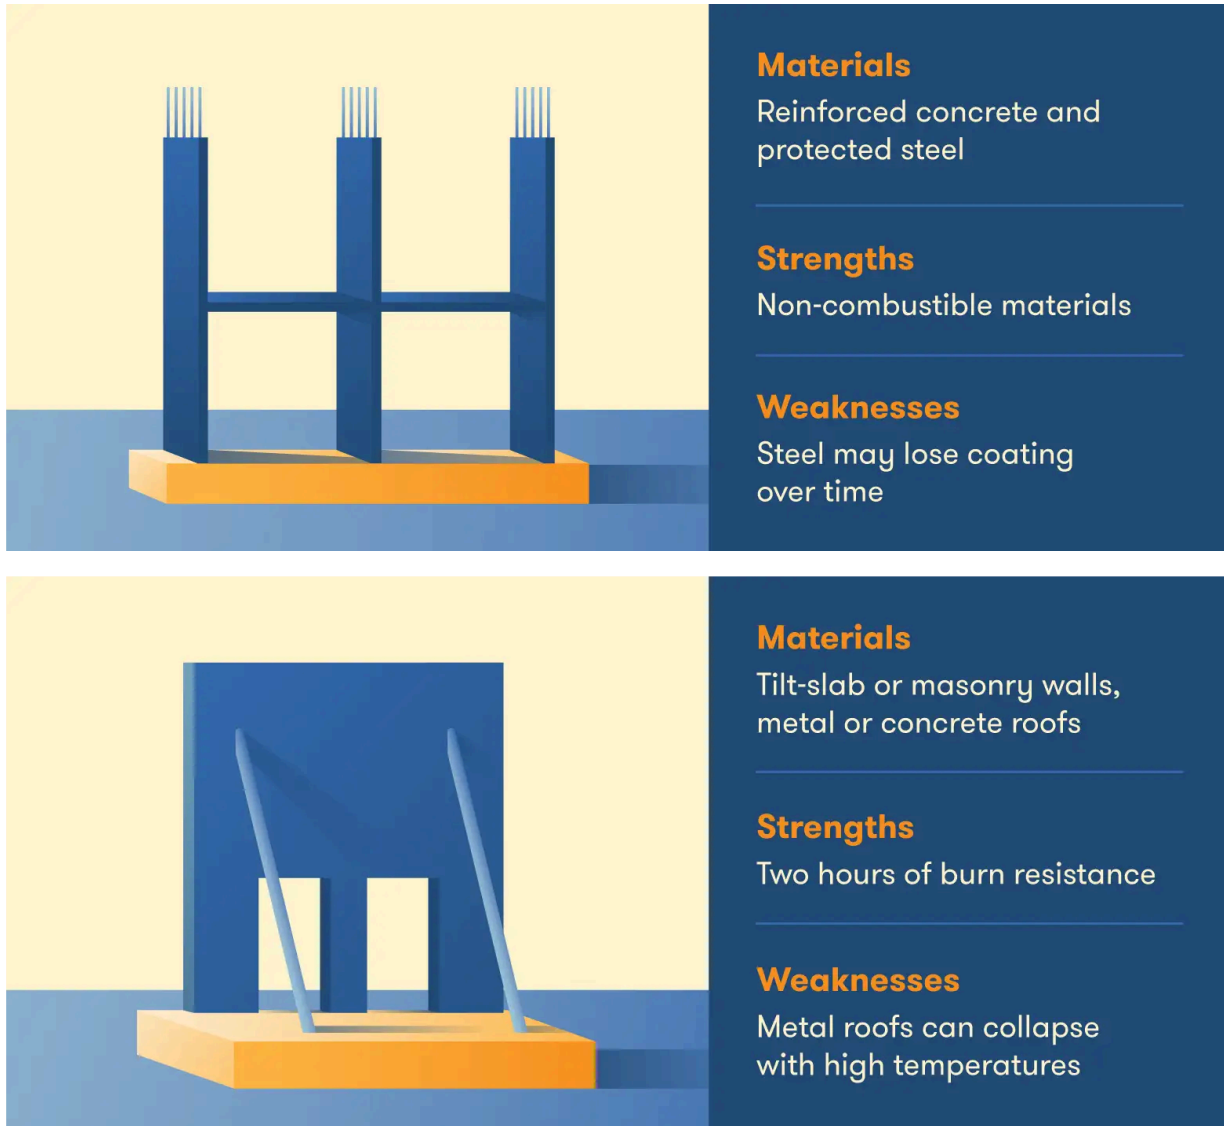 Materials
Reinforced concrete and
protected steel
Strengths
Non-combustible materials
Weaknesses
Steel may lose coating
over time
Materials
Tilt-slab or masonry walls,
metal or concrete roofs
Strengths
Two hours of burn resistance
Weaknesses
Metal roofs can collapse
with high temperatures